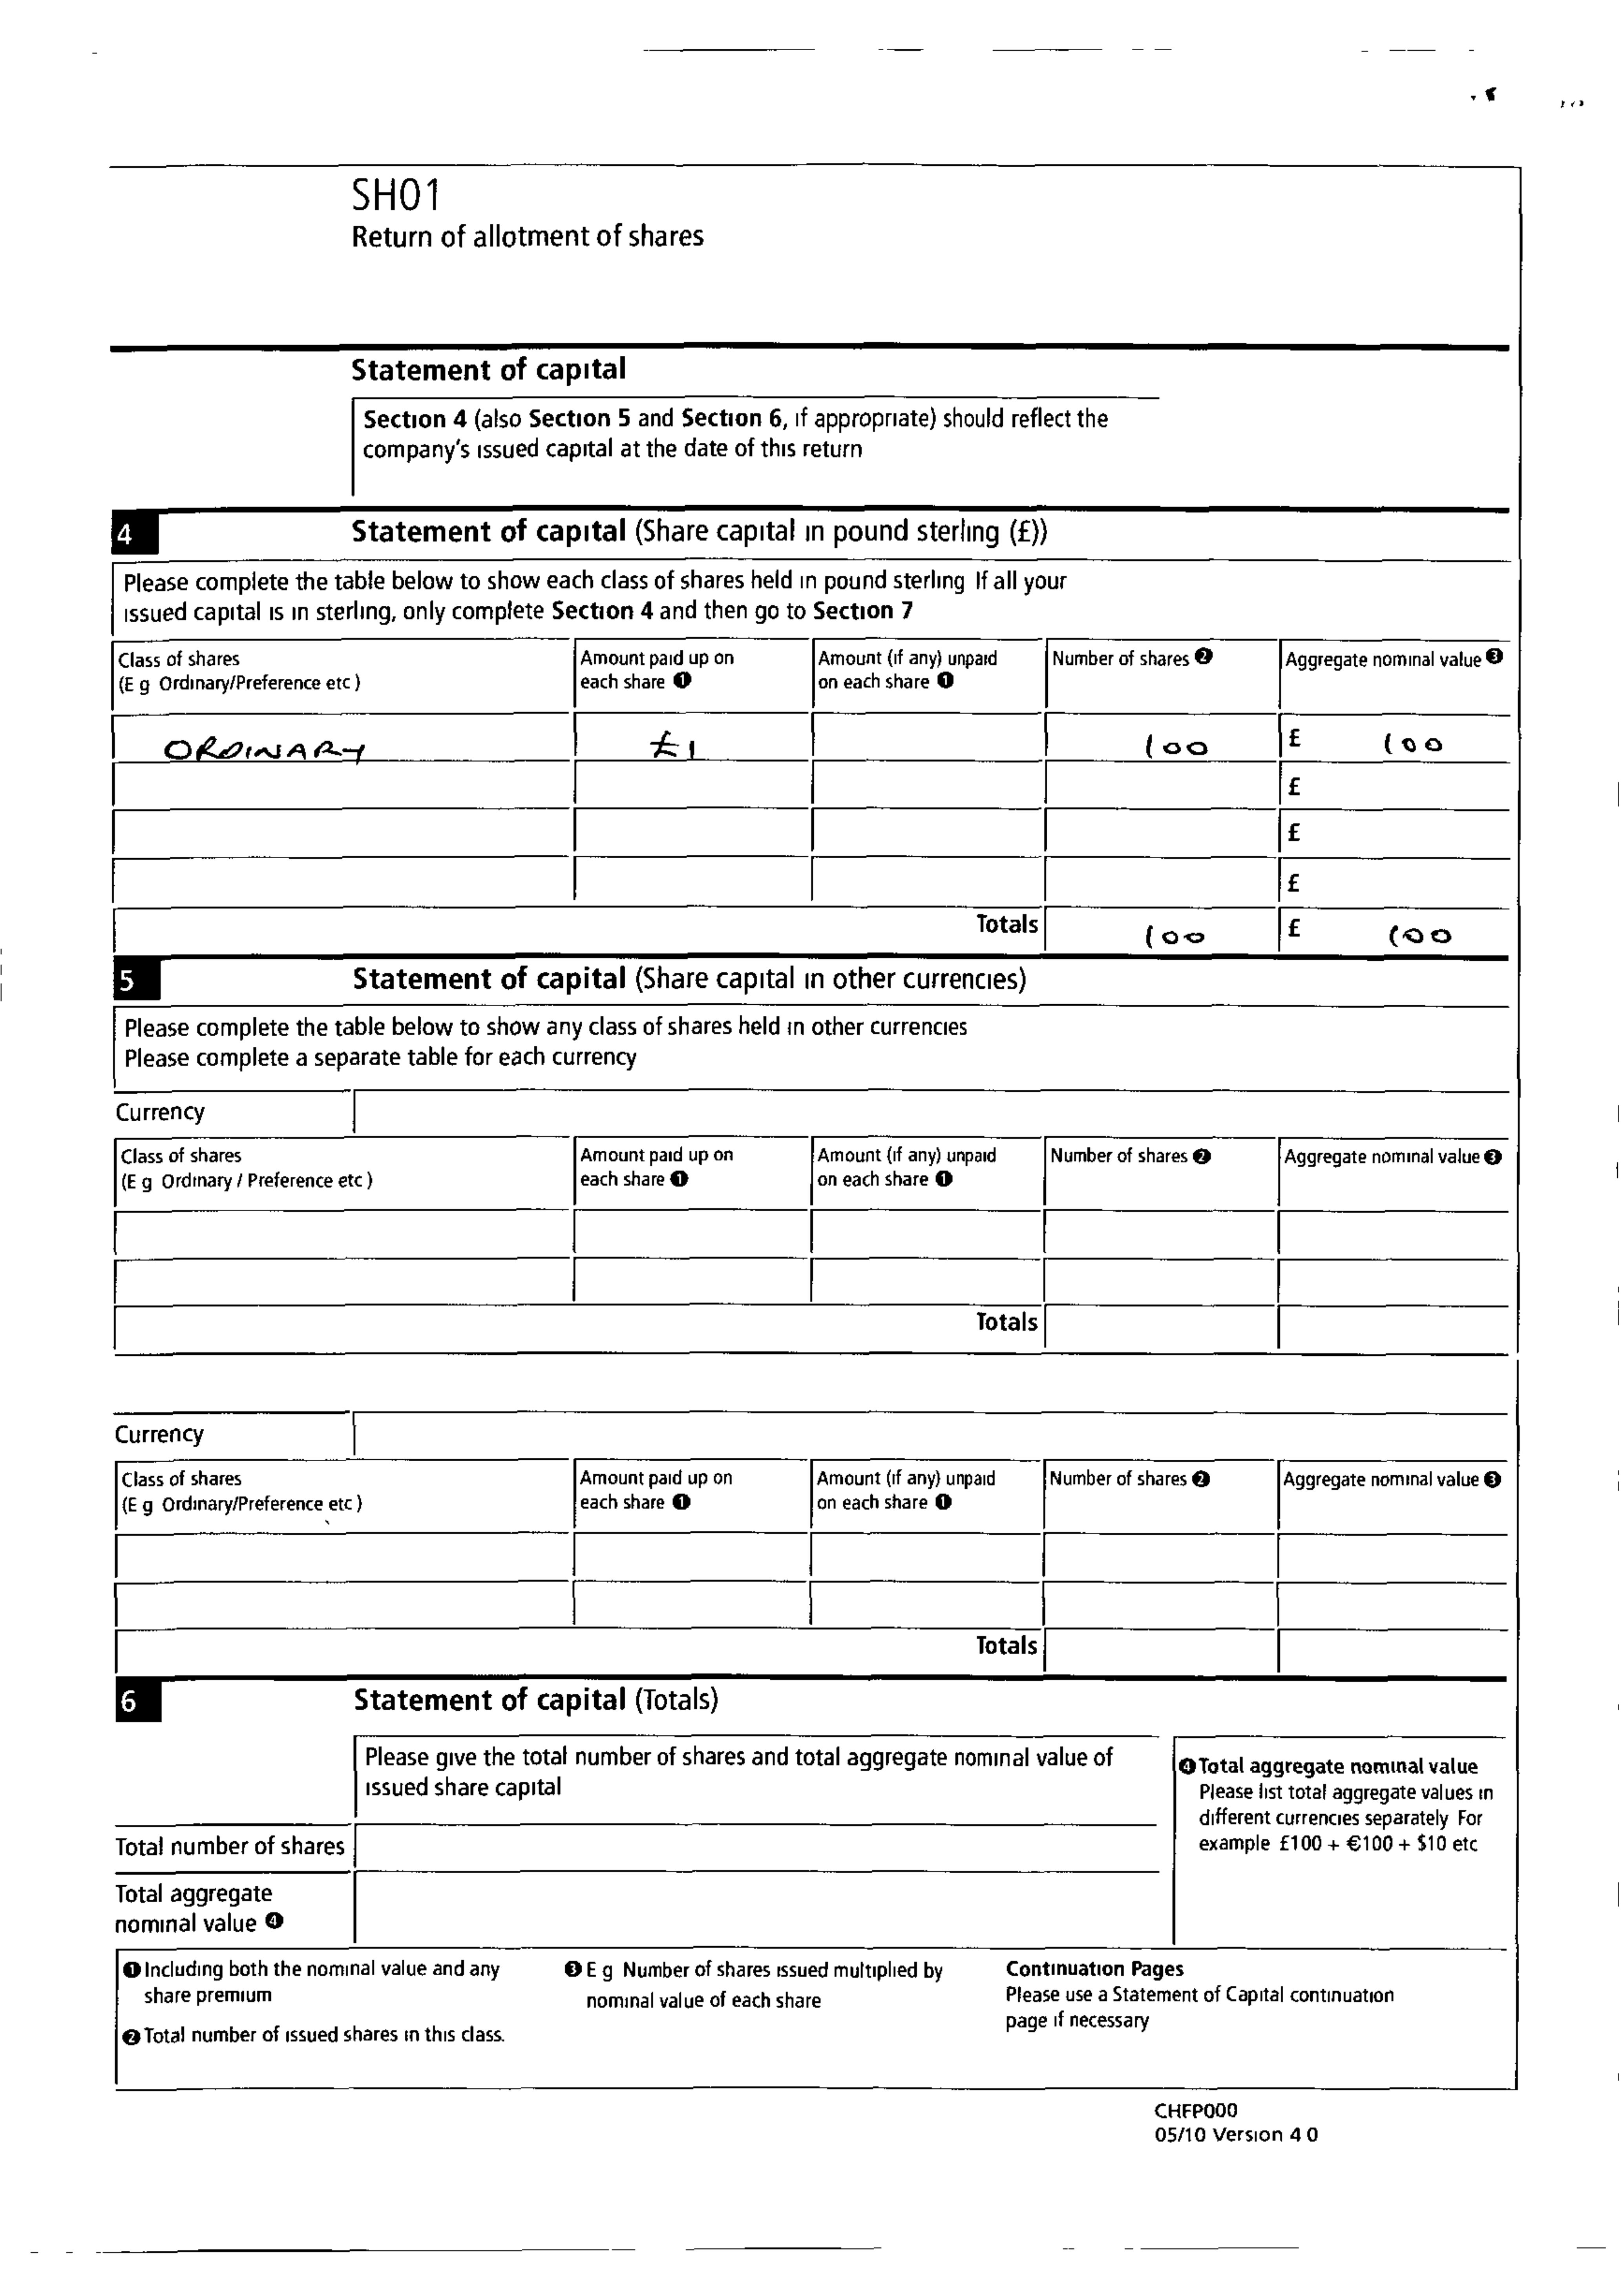 SH01
Return of allotment of shares
Statement of capital
Section 4 (also Section 5 and Section 6, if appropriate) should reflect the
company's issued capital at the date of this return
4 Statement of capital (Share capital in pound sterling (£))
Please complete the table below to show each class of shares held in pound sterling If all your
issued capital is in sterling, only complete Section 4 and then go to Section 7
Class of shares Amount paid up on Amount (if any) unpaid Number of shares ❷ Aggregate nominal value ❸
(E g Ordinary/Preference etc ) each share ❶ on each share ❶
ORDINARY £1 100 £ 100
£
£
£
Totals 100 £ 100
5 Statement of capital (Share capital in other currencies)
Please complete the table below to show any class of shares held in other currencies
Please complete a separate table for each currency
Currency
Class of shares Amount paid up on Amount (if any) unpaid Number of shares ❷ Aggregate nominal value ❸
(E g Ordinary / Preference etc ) each share ❶ on each share ❶
Totals
Currency
Class of shares Amount paid up on Amount (if any) unpaid Number of shares ❷ Aggregate nominal value ❸
(E g Ordinary/Preference etc ) each share ❶ on each share ❶
Totals
6 Statement of capital (Totals)
Please give the total number of shares and total aggregate nominal value of
issued share capital
❹ Total aggregate nominal value
Please list total aggregate values in
different currencies separately For
example £100 + €100 + $10 etc
Total number of shares
Total aggregate
nominal value ❹
❶ Including both the nominal value and any
share premium
❷ Total number of issued shares in this class.
❸ E g Number of shares issued multiplied by
nominal value of each share
Continuation Pages
Please use a Statement of Capital continuation
page if necessary
CHFP000
05/10 Version 4 0